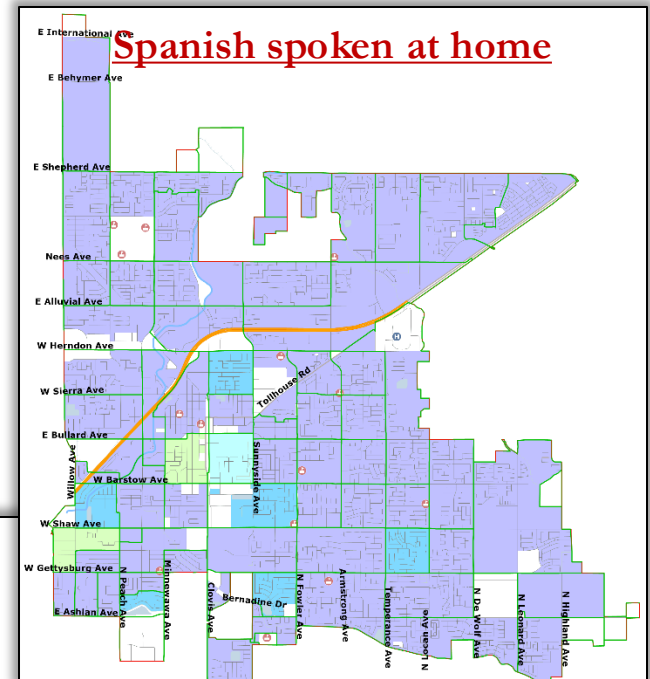 Spanish spoken at home
E International Ave
E Behymer Ave
E Shepherd Ave
Nees Ave
E Alluvial Ave
W Herndon Ave
H
Tollhouse Rd
W Sierra Ave
E Bullard Ave
Willow Ave
Sunnyside Ave
W Barstow Ave
W Shaw Ave
W Gettysburg Ave
N Peach Ave
Minnewawa Ave
Clovis Ave
Bernadine Dr
N Fowler Ave
Armstrong Ave
Temperance Ave
N Locan Ave
N De Wolf Ave
N Leonard Ave
N Highland Ave
E Ashlan Ave